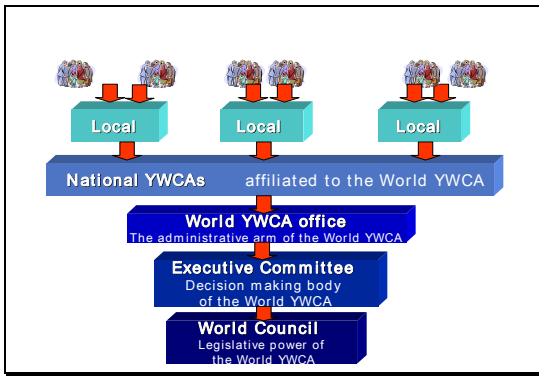 Local Local Local
National YWCAs affiliated to the World YWCA
World YWCA office
The administrative arm of the World YWCA
Executive Committee
Decision making body
of the World YWCA
World Council
Legislative power of
the World YWCA